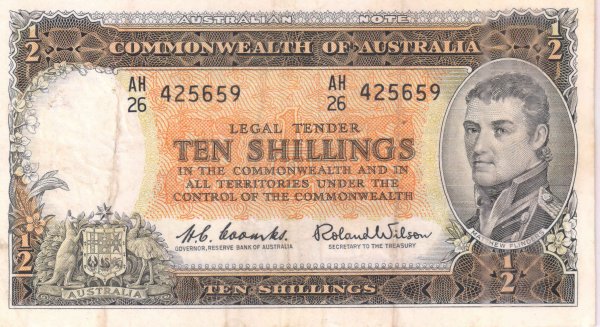 AUSTRALIAN NOTE
1/2 COMMONWEALTH OF AUSTRALIA 1/2
AH 26 425659 AH 26 425659
LEGAL TENDER
TEN SHILLINGS
IN THE COMMONWEALTH AND IN
ALL TERRITORIES UNDER THE
CONTROL OF THE COMMONWEALTH
H.C. Coombs Roland Wilson
GOVERNOR, RESERVE BANK OF AUSTRALIA SECRETARY TO THE TREASURY
MATTHEW FLINDERS
AUSTRALIA
1/2 TEN SHILLINGS 1/2